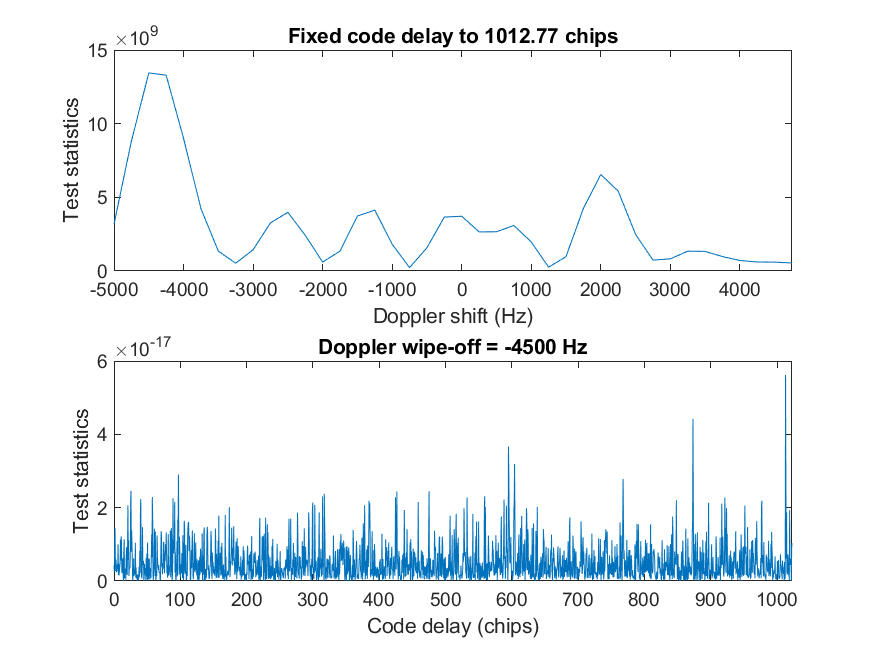 ×10^9
Fixed code delay to 1012.77 chips
15
10
5
0
Test statistics
-5000 -4000 -3000 -2000 -1000 0 1000 2000 3000 4000
Doppler shift (Hz)
×10^-17
Doppler wipe-off = -4500 Hz
6
4
2
0
Test statistics
0 100 200 300 400 500 600 700 800 900 1000
Code delay (chips)